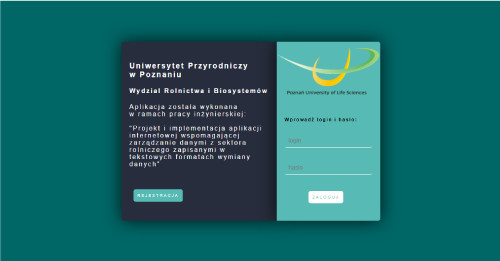 Uniwersytet Przyrodniczy
w Poznaniu
Wydział Rolnictwa i Biosystemów
Aplikacja została wykonana
w ramach pracy inżynierskiej:
"Projekt i implementacja aplikacji
internetowej wspomagającej
zarządzanie danymi z sektora
rolniczego zapisanymi w
tekstowych formatach wymiany
danych"
REJESTRACJA
Poznań University of Life Sciences
Wprowadź login i hasło:
login
hasło
ZALOGUJ